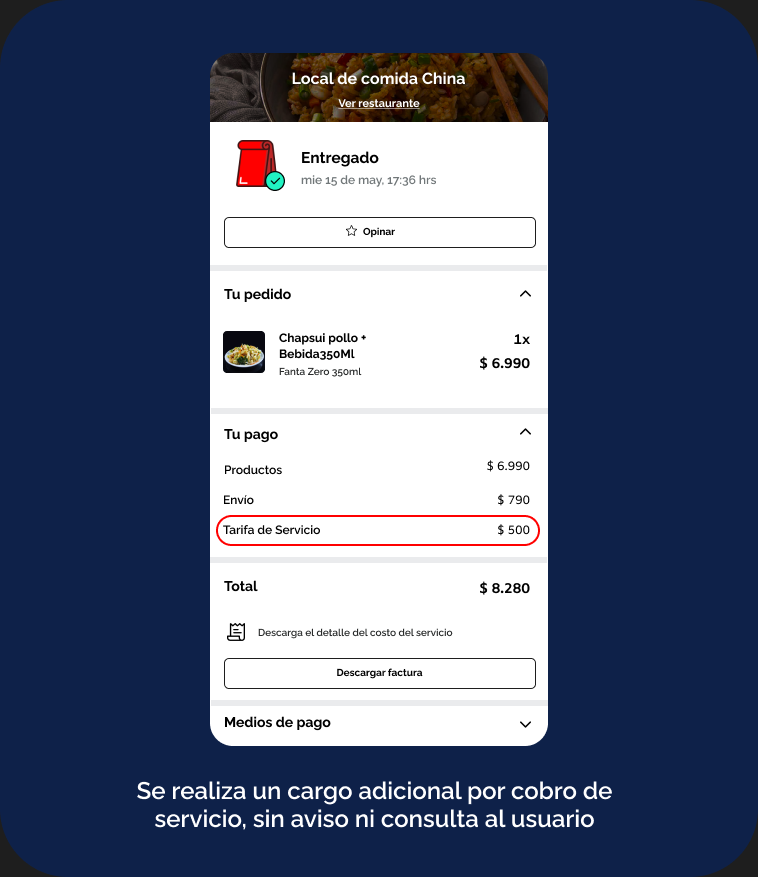 Local de comida China
Ver restaurante
Entregado
mie 15 de may, 17:36 hrs
Opinar
Tu pedido
Chapsui pollo +
Bebida350Ml
Fanta Zero 350ml
1x
$ 6.990
Tu pago
Productos $ 6.990
Envío $ 790
Tarifa de Servicio $ 500
Total $ 8.280
Descarga el detalle del costo del servicio
Descargar factura
Medios de pago
Se realiza un cargo adicional por cobro de
servicio, sin aviso ni consulta al usuario